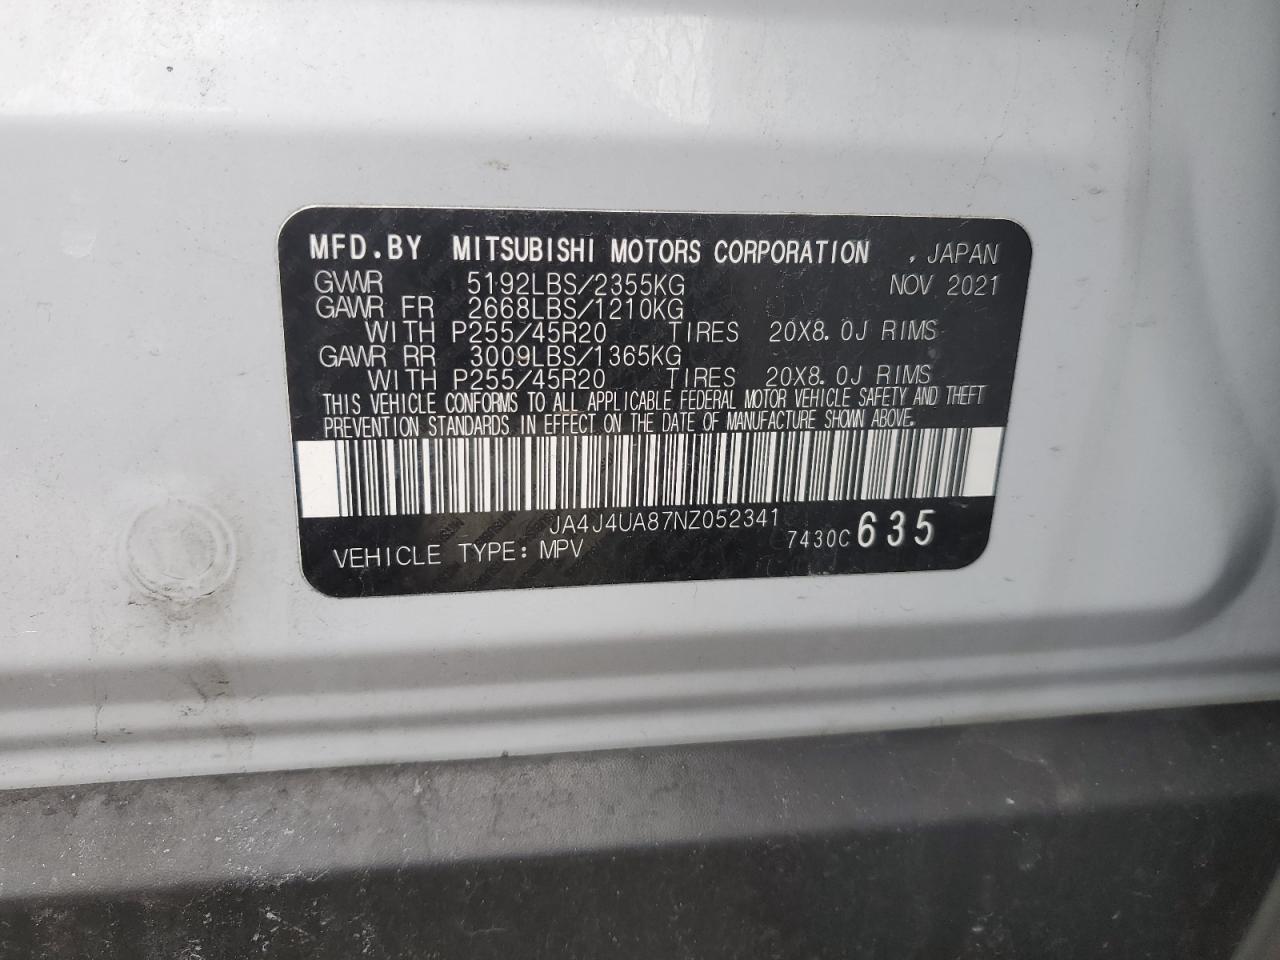 MFD.BY MITSUBISHI MOTORS CORPORATION , JAPAN
GVWR 5192LBS/2355KG NOV 2021
GAWR FR 2668LBS/1210KG
WITH P255/45R20 TIRES 20X8.0J RIMS
GAWR RR 3009LBS/1365KG
WITH P255/45R20 TIRES 20X8.0J RIMS
THIS VEHICLE CONFORMS TO ALL APPLICABLE FEDERAL MOTOR VEHICLE SAFETY AND THEFT
PREVENTION STANDARDS IN EFFECT ON THE DATE OF MANUFACTURE SHOWN ABOVE.
JA4J4UA87NZ052341
VEHICLE TYPE: MPV 7430C 635